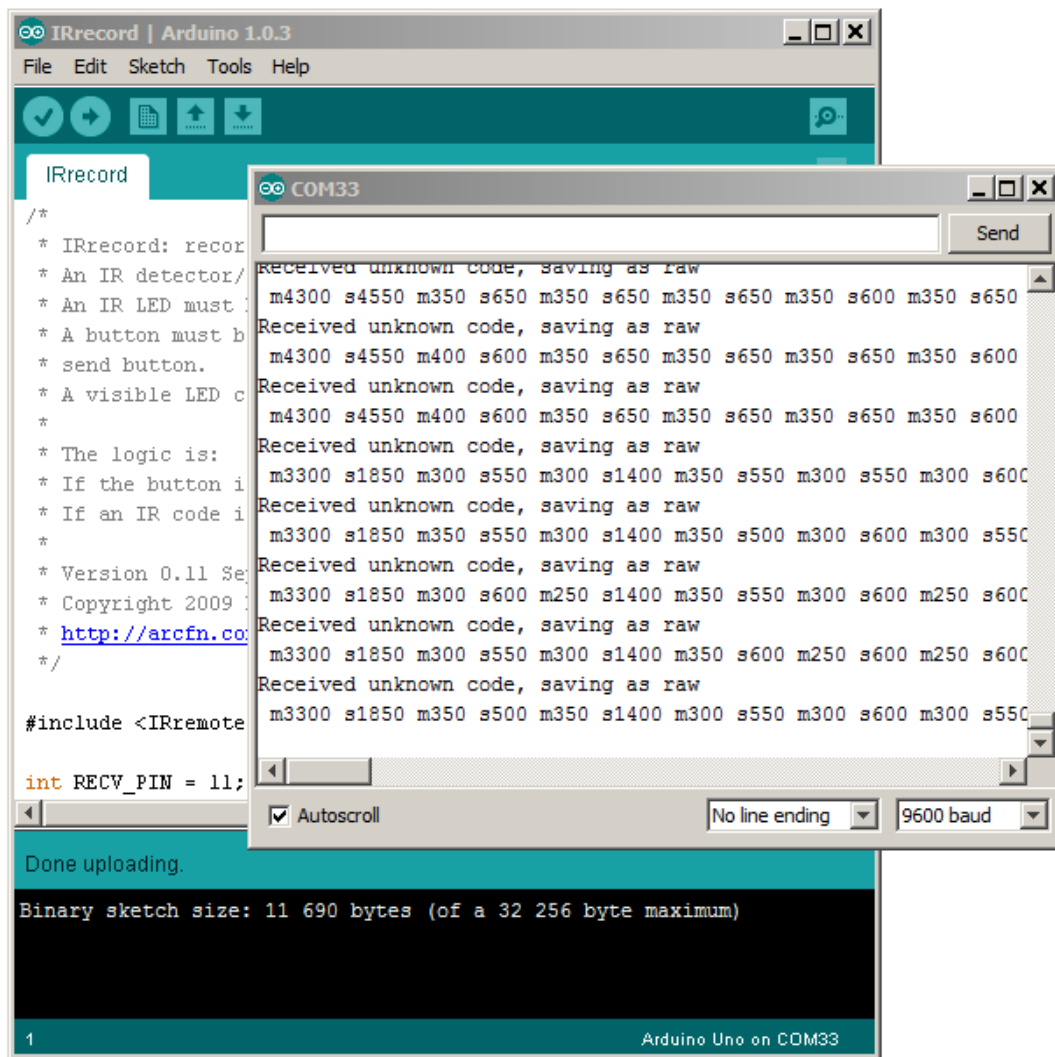 IRrecord | Arduino 1.0.3
File Edit Sketch Tools Help
IRrecord
/*
* IRrecord: recor
* An IR detector/
* An IR LED must
* A button must b
* send button.
* A visible LED c
*
* The logic is:
* If the button i
* If an IR code i
*
* Version 0.11 Se
* Copyright 2009
* http://arcfn.co
*/
#include <IRremote
int RECV_PIN = 11;
COM33
Send
Received unknown code, saving as raw
m4300 s4550 m350 s650 m350 s650 m350 s650 m350 s600 m350 s650
Received unknown code, saving as raw
m4300 s4550 m400 s600 m350 s650 m350 s650 m350 s650 m350 s600
Received unknown code, saving as raw
m4300 s4550 m400 s600 m350 s650 m350 s650 m350 s650 m350 s600
Received unknown code, saving as raw
m3300 s1850 m300 s550 m300 s1400 m350 s550 m300 s550 m300 s600
Received unknown code, saving as raw
m3300 s1850 m350 s550 m300 s1400 m350 s500 m300 s600 m300 s550
Received unknown code, saving as raw
m3300 s1850 m300 s600 m250 s1400 m350 s550 m300 s600 m250 s600
Received unknown code, saving as raw
m3300 s1850 m300 s550 m300 s1400 m350 s600 m250 s600 m250 s600
Received unknown code, saving as raw
m3300 s1850 m350 s500 m350 s1400 m300 s550 m300 s600 m300 s550
Autoscroll
No line ending
9600 baud
Done uploading.
Binary sketch size: 11 690 bytes (of a 32 256 byte maximum)
1
Arduino Uno on COM33